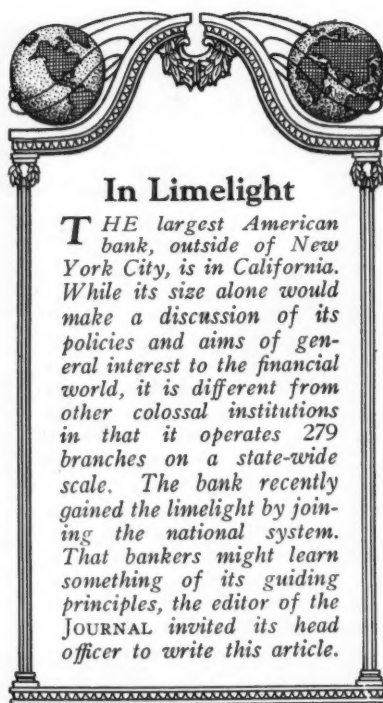 In Limelight
THE largest American
bank, outside of New
York City, is in California.
While its size alone would
make a discussion of its
policies and aims of gen-
eral interest to the financial
world, it is different from
other colossal institutions
in that it operates 279
branches on a state-wide
scale. The bank recently
gained the limelight by join-
ing the national system.
That bankers might learn
something of its guiding
principles, the editor of the
JOURNAL invited its head
officer to write this article.